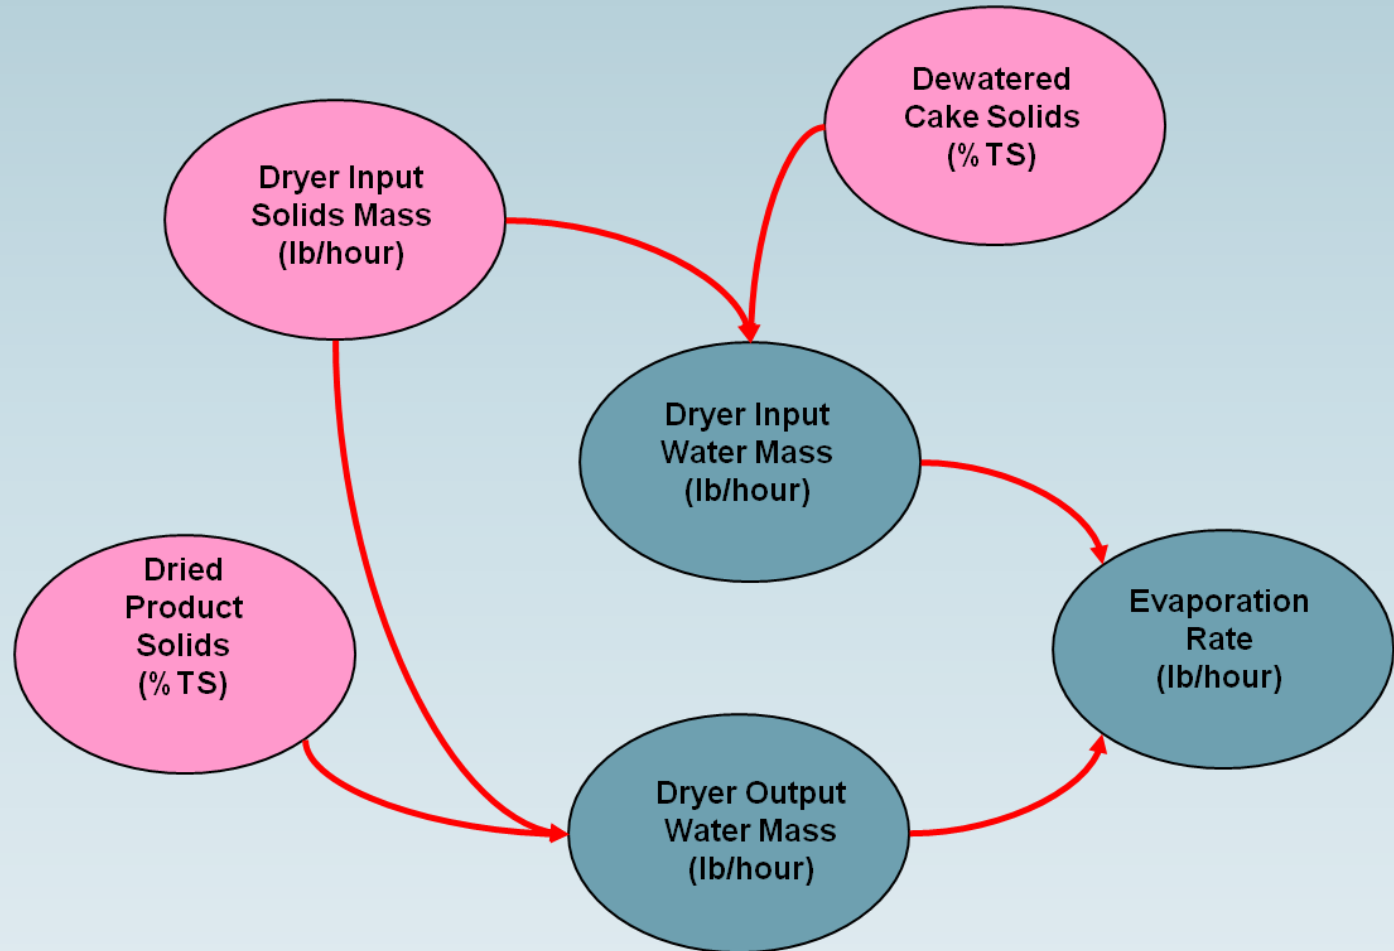 Dewatered
Cake Solids
(% TS)
Dryer Input
Solids Mass
(lb/hour)
Dryer Input
Water Mass
(lb/hour)
Dried
Product
Solids
(% TS)
Evaporation
Rate
(lb/hour)
Dryer Output
Water Mass
(lb/hour)